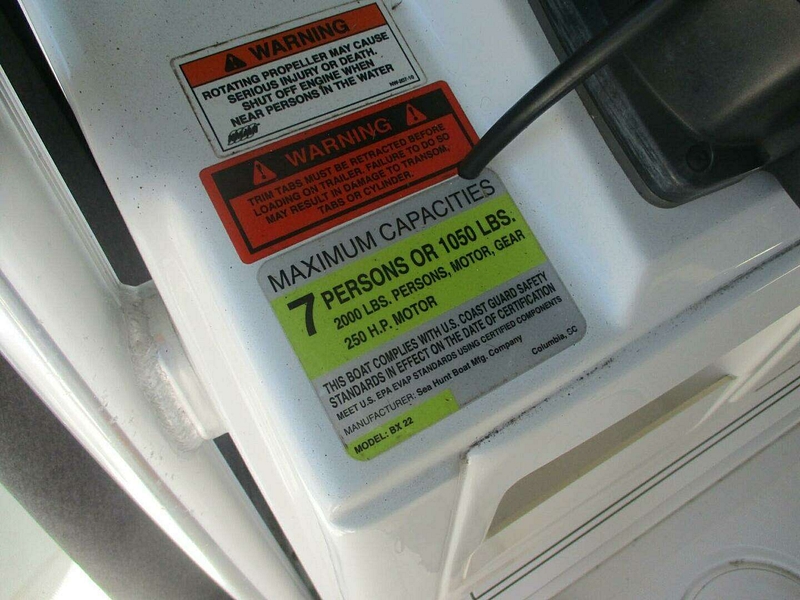 WARNING
ROTATING PROPELLER MAY CAUSE
SERIOUS INJURY OR DEATH.
SHUT OFF ENGINE WHEN
NEAR PERSONS IN THE WATER
WARNING
TRIM TABS MUST BE RETRACTED BEFORE
LOADING ON TRAILER. FAILURE TO DO SO
MAY RESULT IN DAMAGE TO TRANSOM,
TABS OR CYLINDER.
MAXIMUM CAPACITIES
7 PERSONS OR 1050 LBS.
2000 LBS. PERSONS, MOTOR, GEAR
250 H.P. MOTOR
THIS BOAT COMPLIES WITH U.S. COAST GUARD SAFETY
STANDARDS IN EFFECT ON THE DATE OF CERTIFICATION
MEET U.S. EPA EVAP STANDARDS USING CERTIFIED COMPONENTS
MANUFACTURER: Sea Hunt Boat Mfg. Company
Columbia, CC
MODEL: BX 22